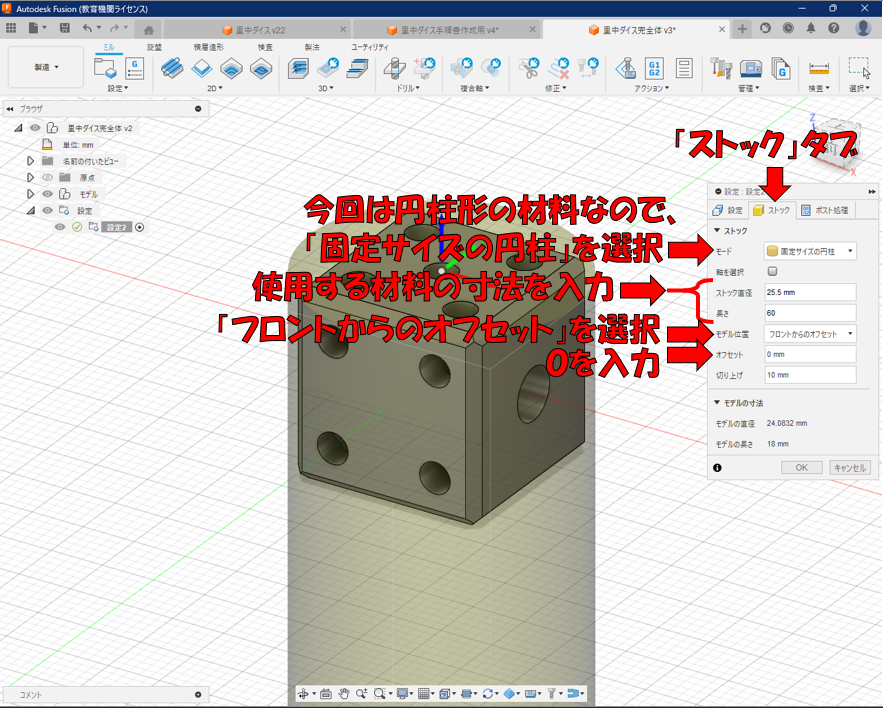 Autodesk Fusion (教育機関ライセンス)
里中ダイス v22
里中ダイス手順書作成用 v4*
里中ダイス完全体 v3*
ミル
旋盤
積層造形
検査
製法
ユーティリティ
製造
G1
G2
設定
2D
3D
ドリル
複合軸
修正
アクション
管理
検査
選択
ブラウザ
里中ダイス完全体 v2
単位: mm
名前の付いたビュー
原点
モデル
設定
設定2
「ストック」タブ
今回は円柱形の材料なので、
「固定サイズの円柱」を選択
使用する材料の寸法を入力
「フロントからのオフセット」を選択
0を入力
Z
X
設定 : 設定2
設定
ストック
ポスト処理
ストック
モード
固定サイズの円柱
軸を選択
ストック直径
25.5 mm
長さ
60
モデル位置
フロントからのオフセット
オフセット
0 mm
切り上げ
10 mm
モデルの寸法
モデルの直径
24.0832 mm
モデルの長さ
18 mm
OK
キャンセル
コメント